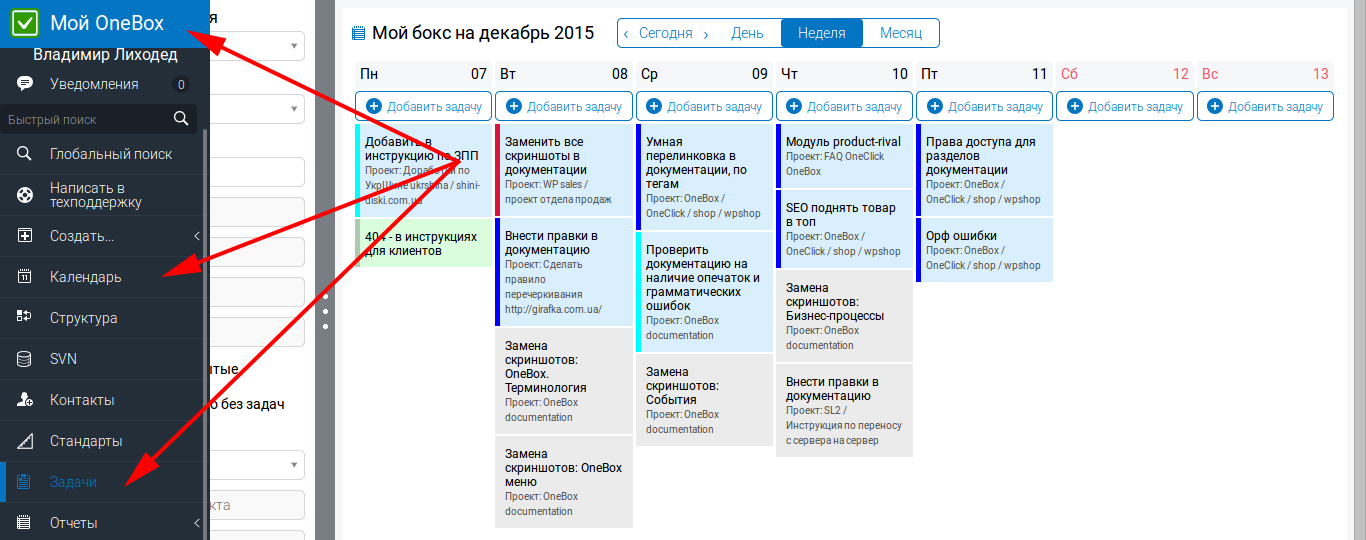 Мой OneBox
Владимир Лиходед
Уведомления
0
Быстрый поиск
Глобальный поиск
Написать в
техподдержку
Создать...
Календарь
11
Структура
SVN
Контакты
Стандарты
Задачи
Отчеты
я
тые
о без задач
кта
Мой бокс на декабрь 2015
‹ Сегодня ›
День
Неделя
Месяц
Пн 07
Вт 08
Ср 09
Чт 10
Пт 11
Сб 12
Вс 13
Добавить задачу
Добавить задачу
Добавить задачу
Добавить задачу
Добавить задачу
Добавить задачу
Добавить задачу
Добавить в
инструкцию по ЗПП
Проект: Доработки по
УкрШине ukrshina / shini-
diski.com.ua
404 - в инструкциях
для клиентов
Заменить все
скриншоты в
документации
Проект: WP sales /
проект отдела продаж
Внести правки в
документацию
Проект: Сделать
правило
перечеркивания
http://girafka.com.ua/
Замена
скриншотов:
OneBox.
Терминология
Проект: OneBox
documentation
Замена
скриншотов: OneBox
меню
Проект: OneBox
documentation
Умная
перелинковка в
документации, по
тегам
Проект: OneBox /
OneClick / shop / wpshop
Проверить
документацию на
наличие опечаток и
грамматических
ошибок
Проект: OneBox
documentation
Замена
скриншотов:
События
Проект: OneBox
documentation
Модуль product-rival
Проект: FAQ OneClick
OneBox
SEO поднять товар
в топ
Проект: OneBox /
OneClick / shop / wpshop
Замена
скриншотов:
Бизнес-процессы
Проект: OneBox
documentation
Внести правки в
документацию
Проект: SL2 /
Инструкция по переносу
с сервера на сервер
Права доступа для
разделов
документации
Проект: OneBox /
OneClick / shop / wpshop
Орф ошибки
Проект: OneBox /
OneClick / shop / wpshop